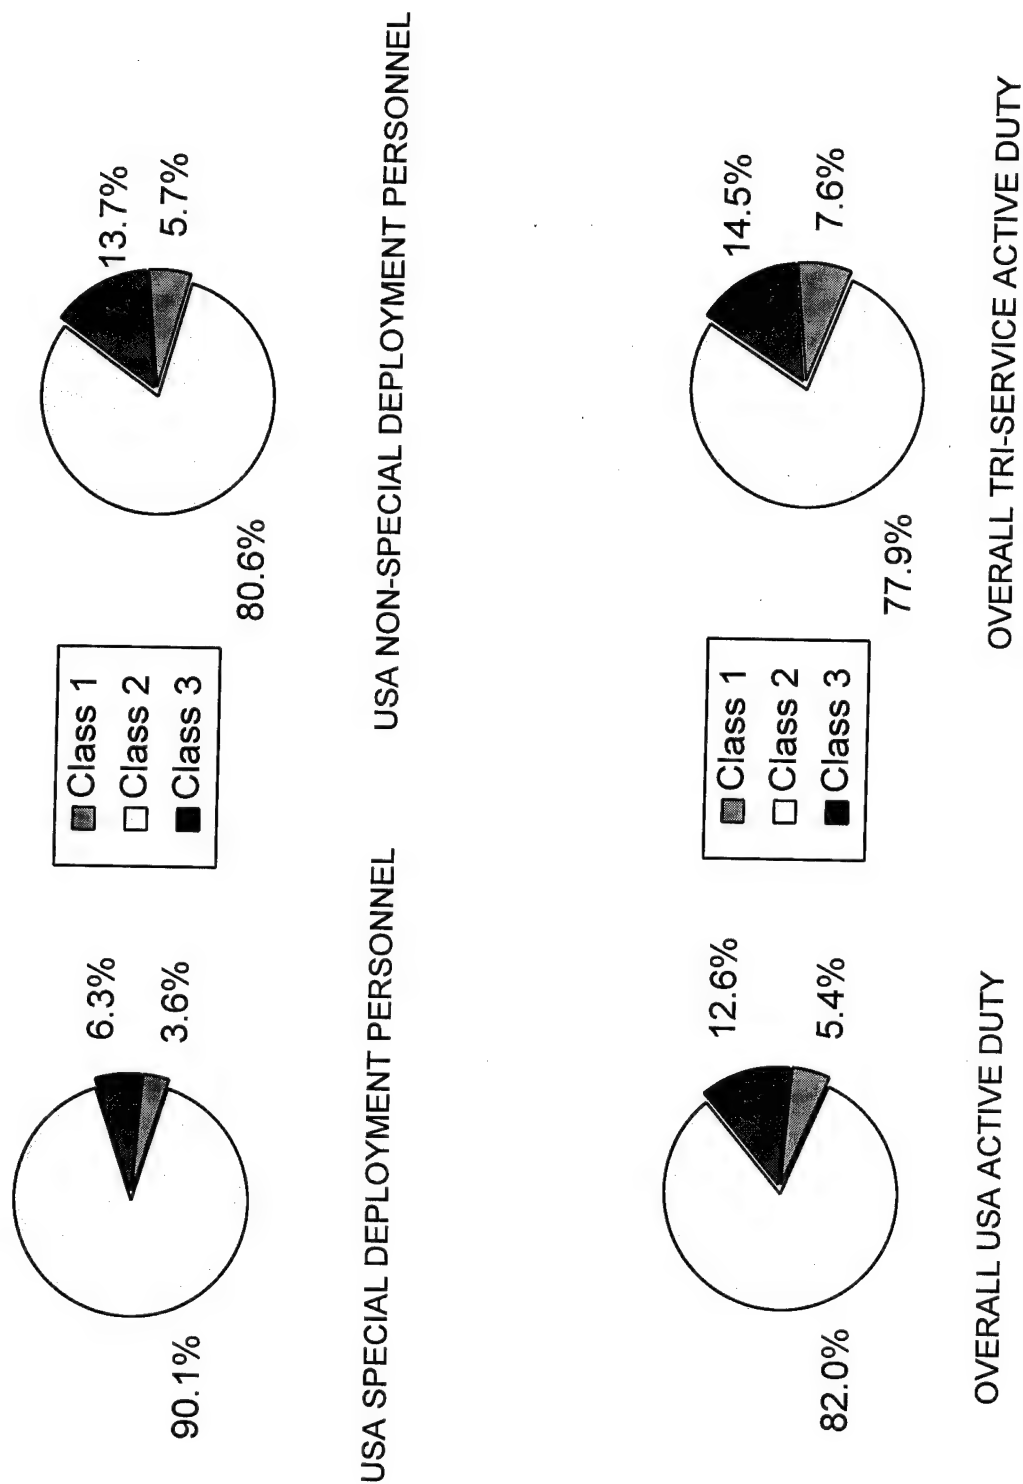 90.1%
6.3%
3.6%
USA SPECIAL DEPLOYMENT PERSONNEL
Class 1
Class 2
Class 3
80.6%
13.7%
5.7%
USA NON-SPECIAL DEPLOYMENT PERSONNEL
82.0%
12.6%
5.4%
OVERALL USA ACTIVE DUTY
Class 1
Class 2
Class 3
77.9%
14.5%
7.6%
OVERALL TRI-SERVICE ACTIVE DUTY